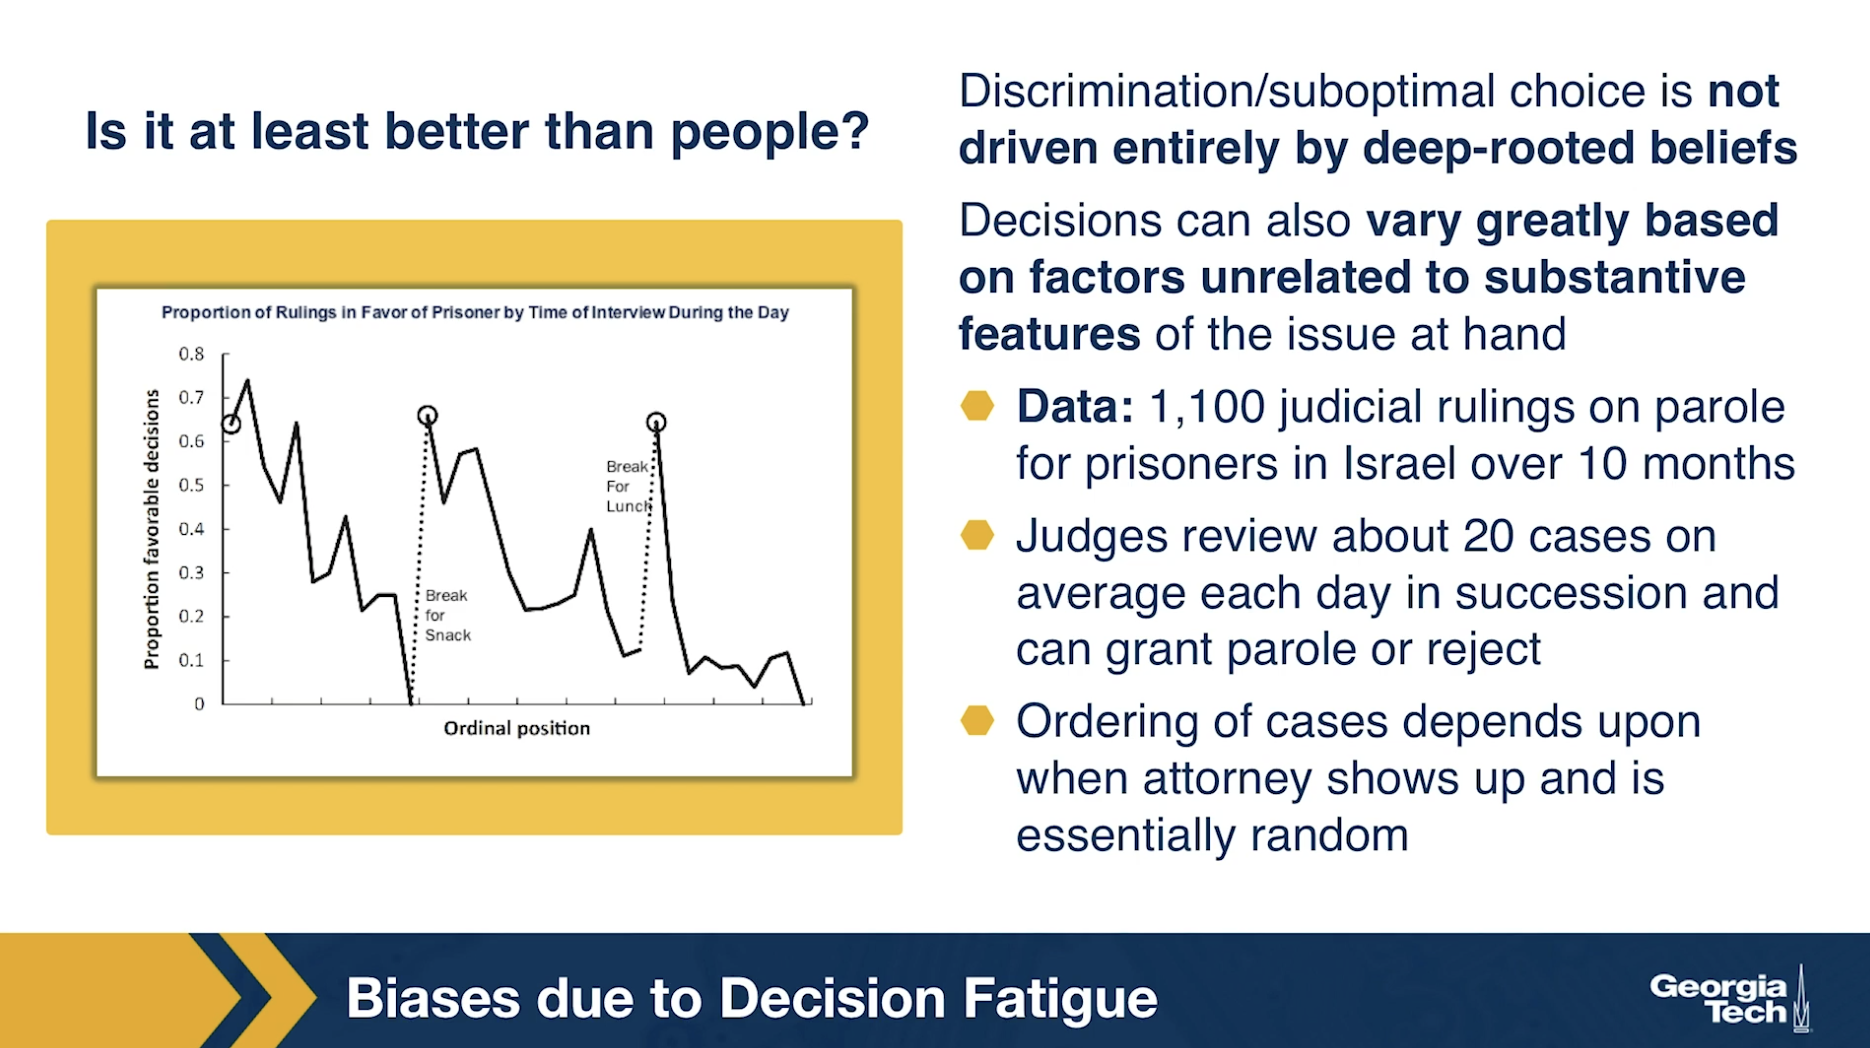 Is it at least better than people?
Proportion of Rulings in Favor of Prisoner by Time of Interview During the Day
Proportion favorable decisions
0.8
0.7
0.6
0.5
0.4
0.3
0.2
0.1
0
Break
for
Snack
Break
For
Lunch
Ordinal position
Discrimination/suboptimal choice is not
driven entirely by deep-rooted beliefs
Decisions can also vary greatly based
on factors unrelated to substantive
features of the issue at hand
Data: 1,100 judicial rulings on parole
for prisoners in Israel over 10 months
Judges review about 20 cases on
average each day in succession and
can grant parole or reject
Ordering of cases depends upon
when attorney shows up and is
essentially random
Biases due to Decision Fatigue
Georgia
Tech